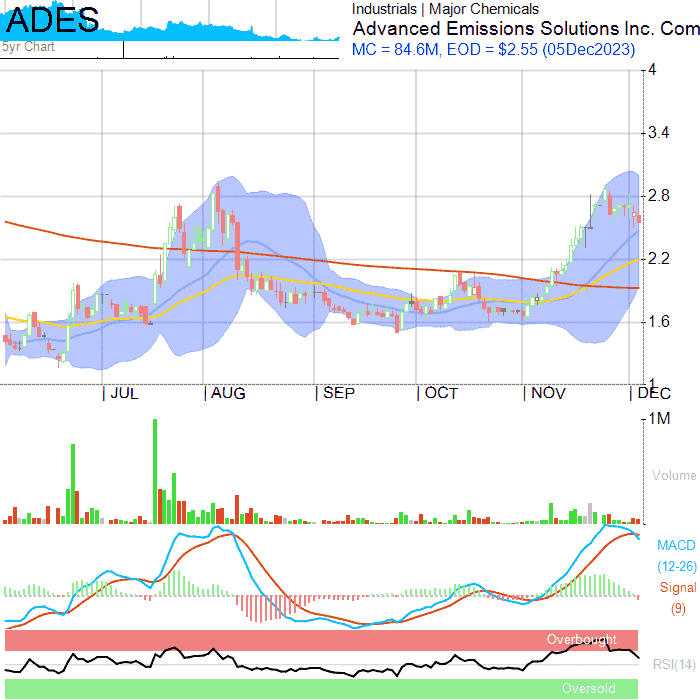 ADES
5yr Chart
Industrials | Major Chemicals
Advanced Emissions Solutions Inc. Com
MC = 84.6M, EOD = $2.55 (05Dec2023)
4
3.4
2.8
2.2
1.6
1
JUL AUG SEP OCT NOV DEC
1M
Volume
MACD
(12-26)
Signal
(9)
Overbought
RSI(14)
Oversold